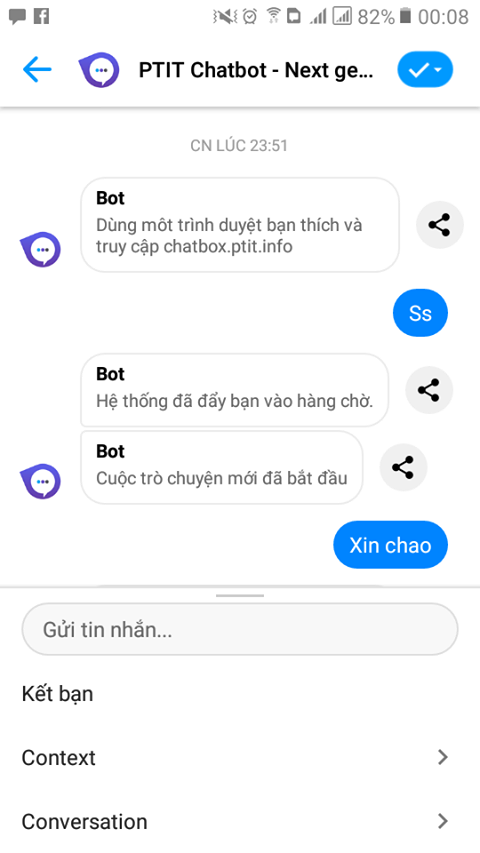 82% 00:08
PTIT Chatbot - Next ge...
CN LÚC 23:51
Bot
Dùng môt trình duyệt bạn thích và
truy cập chatbox.ptit.info
Ss
Bot
Hệ thống đã đẩy bạn vào hàng chờ.
Bot
Cuộc trò chuyện mới đã bắt đầu
Xin chao
Gửi tin nhắn...
Kết bạn
Context
Conversation